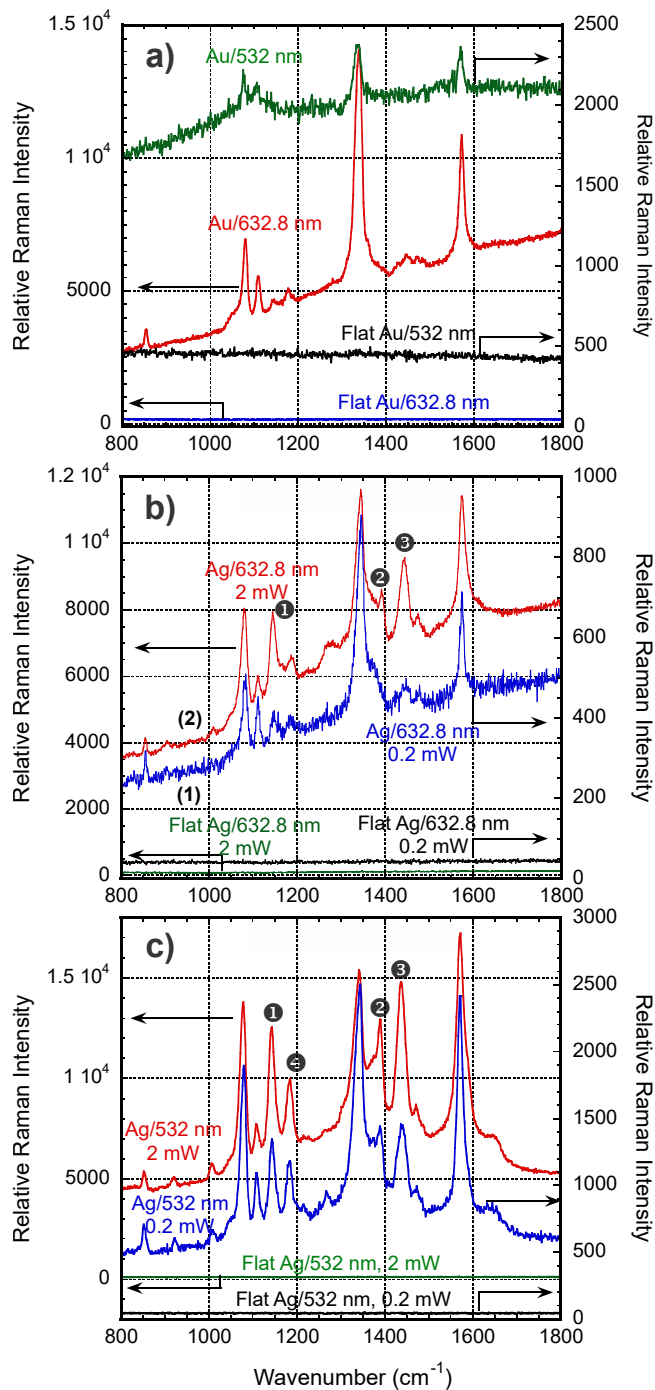 1.5 10⁴
2500
a)
Au/532 nm
2000
1 10⁴
1500
Relative Raman Intensity
Relative Raman Intensity
Au/632.8 nm
5000
1000
Flat Au/532 nm
500
Flat Au/632.8 nm
0
0
800 1000 1200 1400 1600 1800
1.2 10⁴
1000
b)
1 10⁴
❸
Ag/632.8 nm
2 mW
❶
❷
800
8000
600
Relative Raman Intensity
Relative Raman Intensity
6000
(2)
Ag/632.8 nm
0.2 mW
400
4000
(1)
200
2000
Flat Ag/632.8 nm
2 mW
Flat Ag/632.8 nm
0.2 mW
0
0
800 1000 1200 1400 1600 1800
3000
c)
❸
1.5 10⁴
2500
❶
❷
❹
2000
1 10⁴
1500
Relative Raman Intensity
Relative Raman Intensity
Ag/532 nm
2 mW
5000
1000
Ag/532 nm
0.2 mW
500
Flat Ag/532 nm, 2 mW
0
Flat Ag/532 nm, 0.2 mW
0
800 1000 1200 1400 1600 1800
Wavenumber (cm⁻¹)